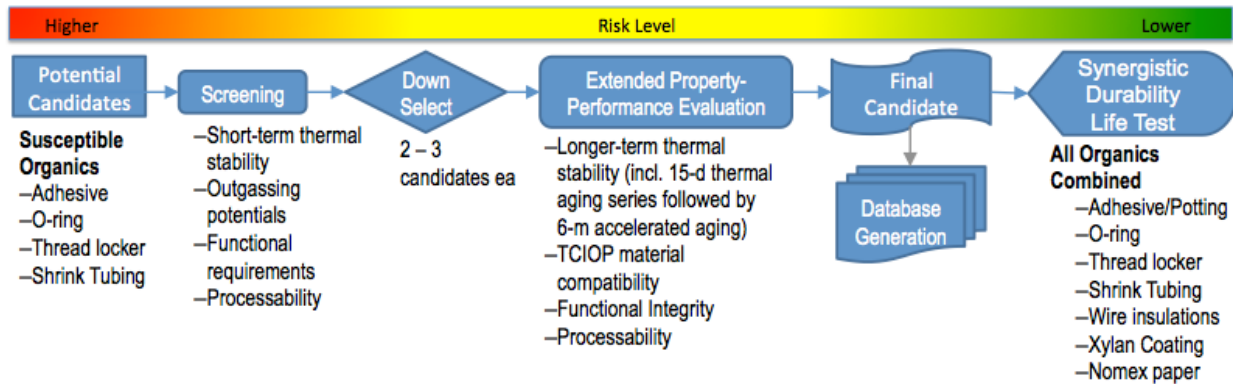 Higher
Risk Level
Lower
Potential
Candidates
Susceptible
Organics
–Adhesive
–O-ring
–Thread locker
–Shrink Tubing
Screening
–Short-term thermal
stability
–Outgassing
potentials
–Functional
requirements
–Processability
Down
Select
2 – 3
candidates ea
Extended Property-
Performance Evaluation
–Longer-term thermal
stability (incl. 15-d thermal
aging series followed by
6-m accelerated aging)
–TCIOP material
compatibility
–Functional Integrity
–Processability
Final
Candidate
Database
Generation
Synergistic
Durability
Life Test
All Organics
Combined
–Adhesive/Potting
–O-ring
–Thread locker
–Shrink Tubing
–Wire insulations
–Xylan Coating
–Nomex paper